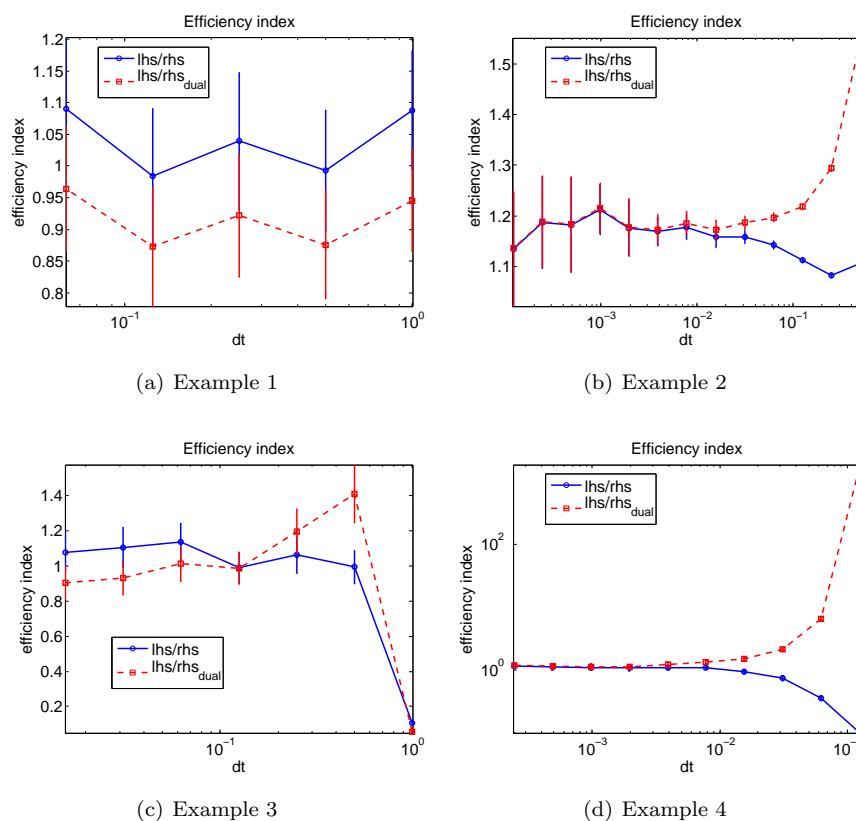 Efficiency index
1.2
1.15
1.1
1.05
1
0.95
0.9
0.85
0.8
efficiency index
lhs/rhs
lhs/rhs_dual
10^-1
10^0
dt
(a) Example 1
Efficiency index
1.5
1.4
1.3
1.2
1.1
efficiency index
lhs/rhs
lhs/rhs_dual
10^-3
10^-2
10^-1
dt
(b) Example 2
Efficiency index
1.4
1.2
1
0.8
0.6
0.4
0.2
efficiency index
lhs/rhs
lhs/rhs_dual
10^-1
10^0
dt
(c) Example 3
Efficiency index
10^2
10^0
efficiency index
lhs/rhs
lhs/rhs_dual
10^-3
10^-2
10^-1
dt
(d) Example 4